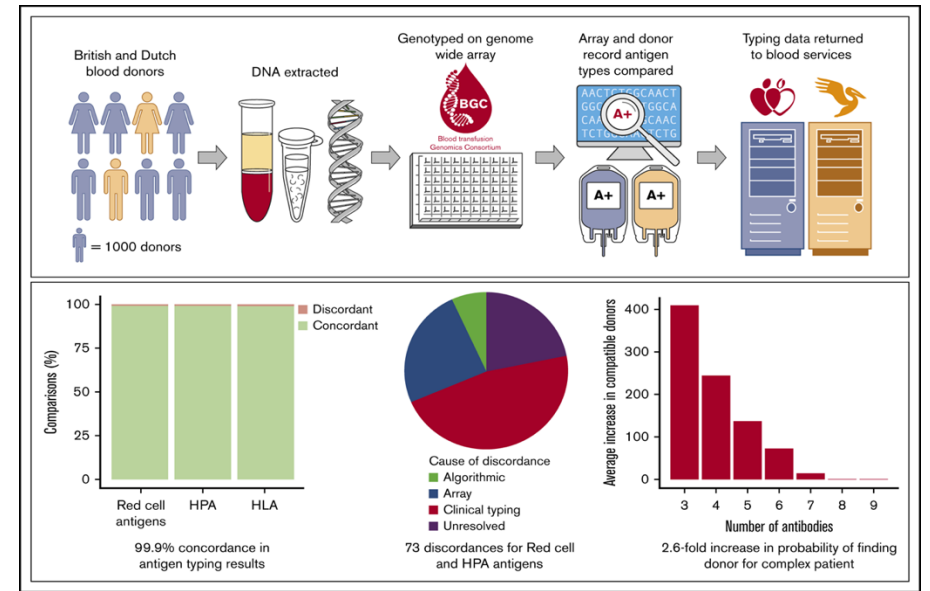 British and Dutch
blood donors
= 1000 donors
DNA extracted
Genotyped on genome
wide array
BGC
Blood transfusion
Genomics Consortium
Array and donor
record antigen
types compared
AACTCTGGCAACT
A+
TCTG
CTG
A+
A+
Typing data returned
to blood services
Comparisons (%)
100
75
50
25
0
Red cell
antigens
HPA
HLA
Discordant
Concordant
99.9% concordance in
antigen typing results
Cause of discordance
Algorithmic
Array
Clinical typing
Unresolved
73 discordances for Red cell
and HPA antigens
Average increase in compatible donors
400
300
200
100
0
3 4 5 6 7 8 9
Number of antibodies
2.6-fold increase in probability of finding
donor for complex patient